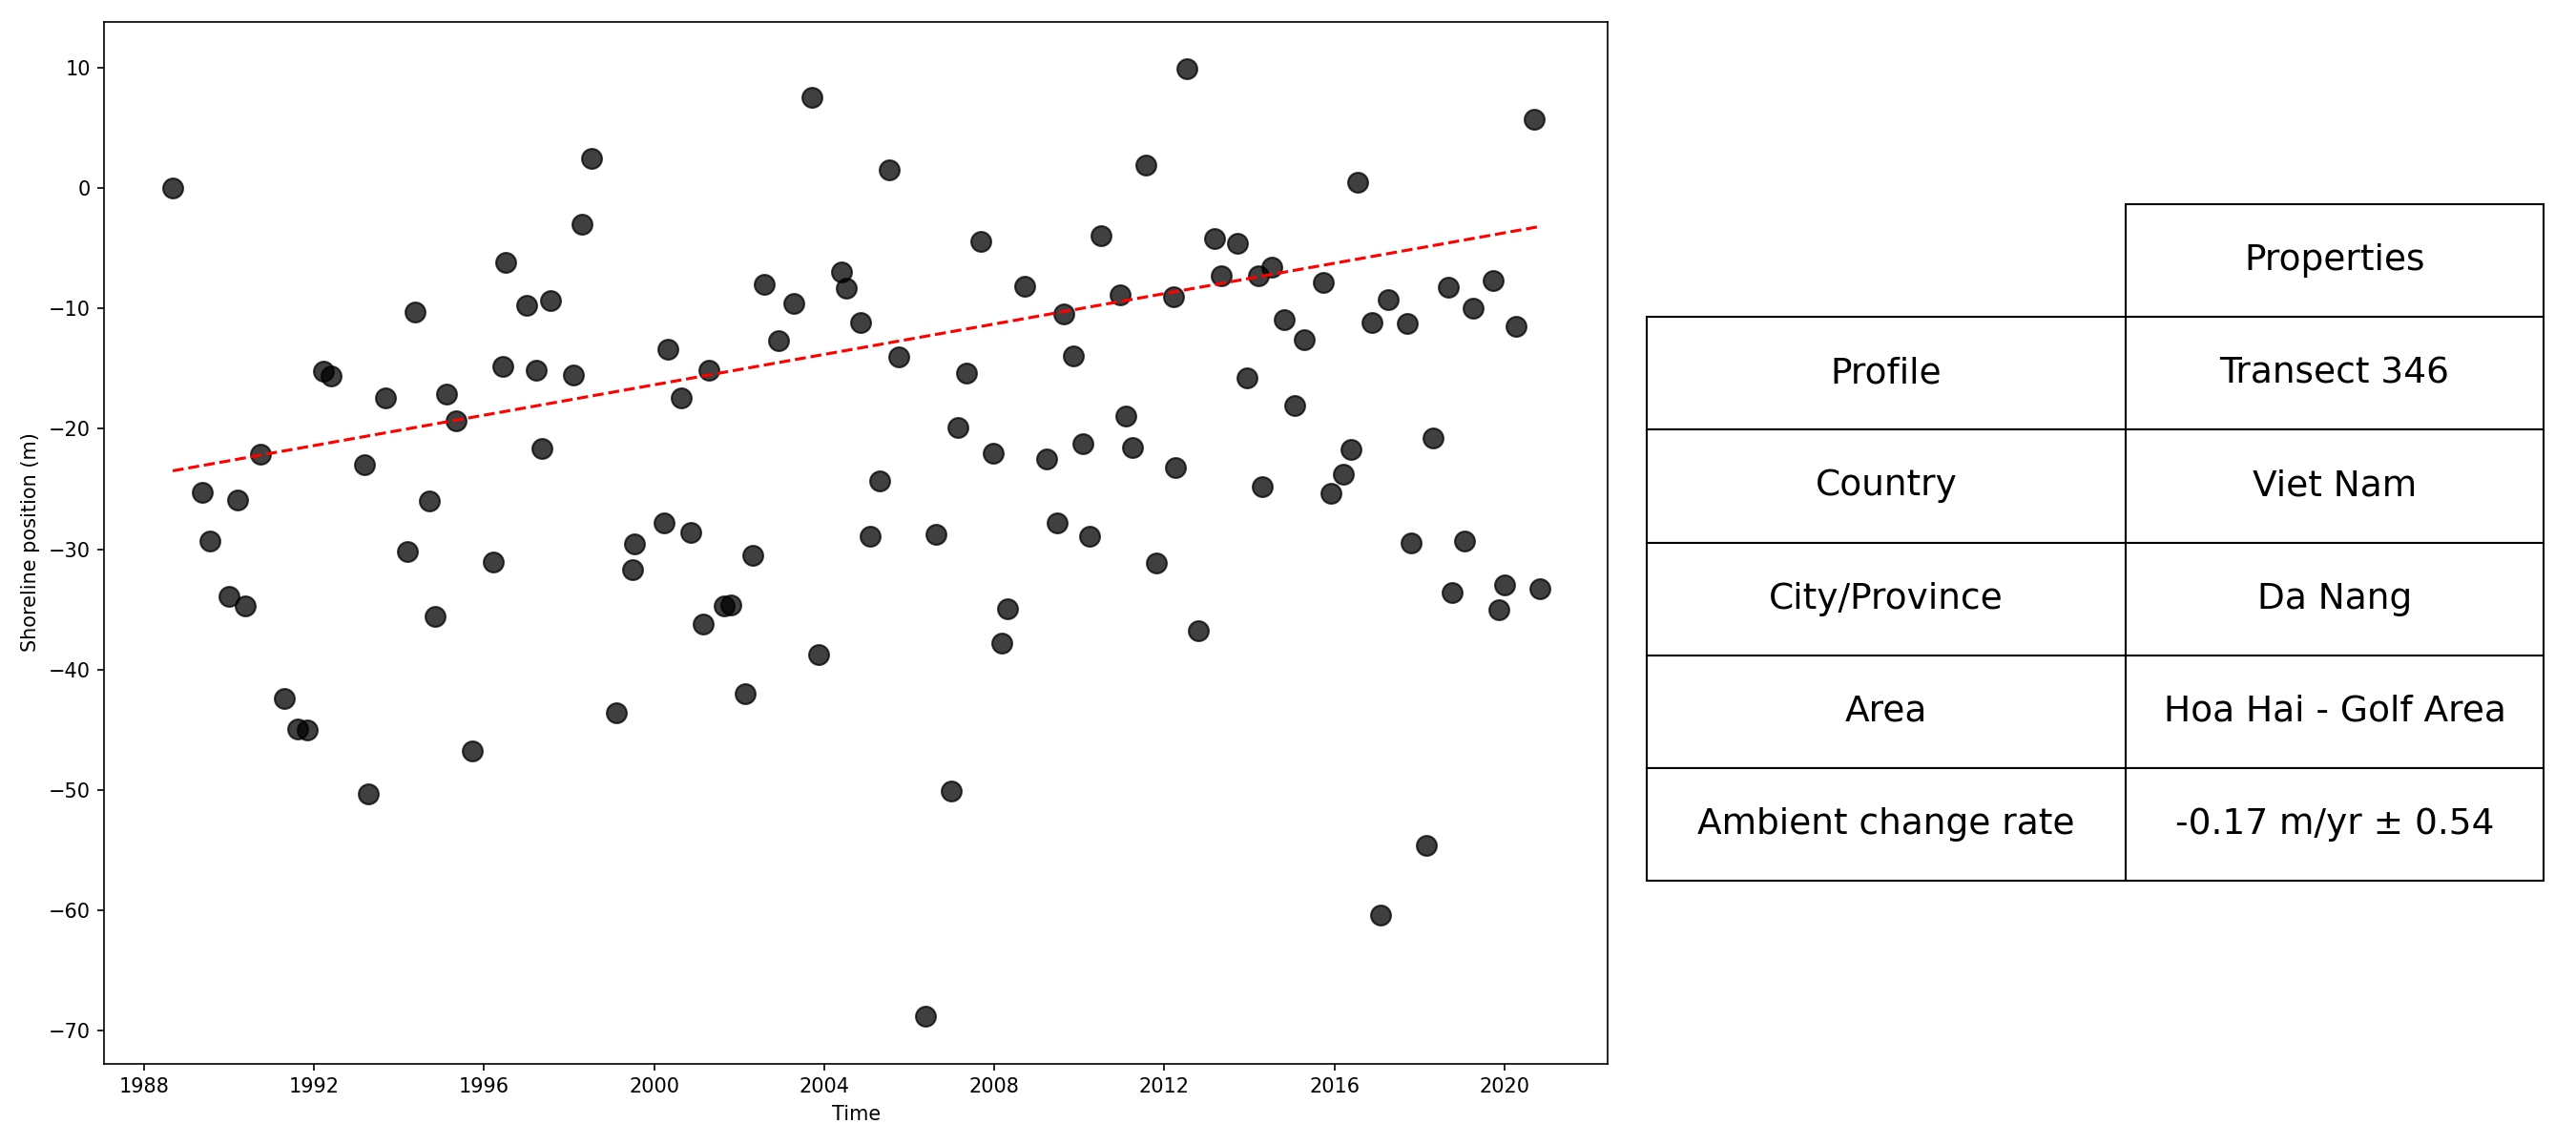 10
0
−10
−20
−30
−40
−50
−60
−70
Shoreline position (m)
1988 1992 1996 2000 2004 2008 2012 2016 2020
Time
Properties
Profile Transect 346
Country Viet Nam
City/Province Da Nang
Area Hoa Hai - Golf Area
Ambient change rate -0.17 m/yr ± 0.54